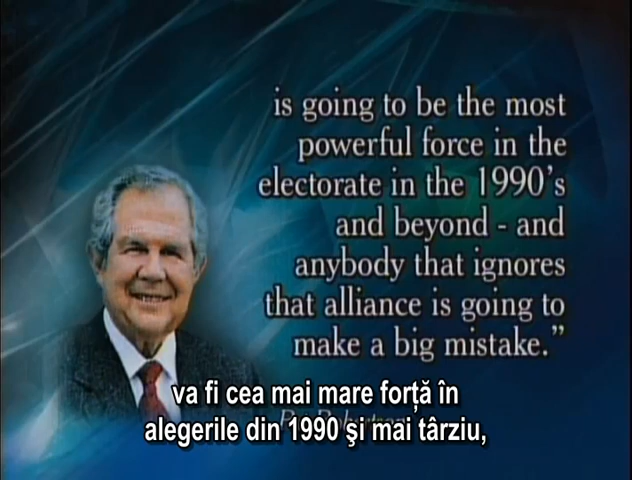 is going to be the most
powerful force in the
electorate in the 1990's
and beyond - and
anybody that ignores
that alliance is going to
make a big mistake.”
va fi cea mai mare forţă în
alegerile din 1990 şi mai târziu,